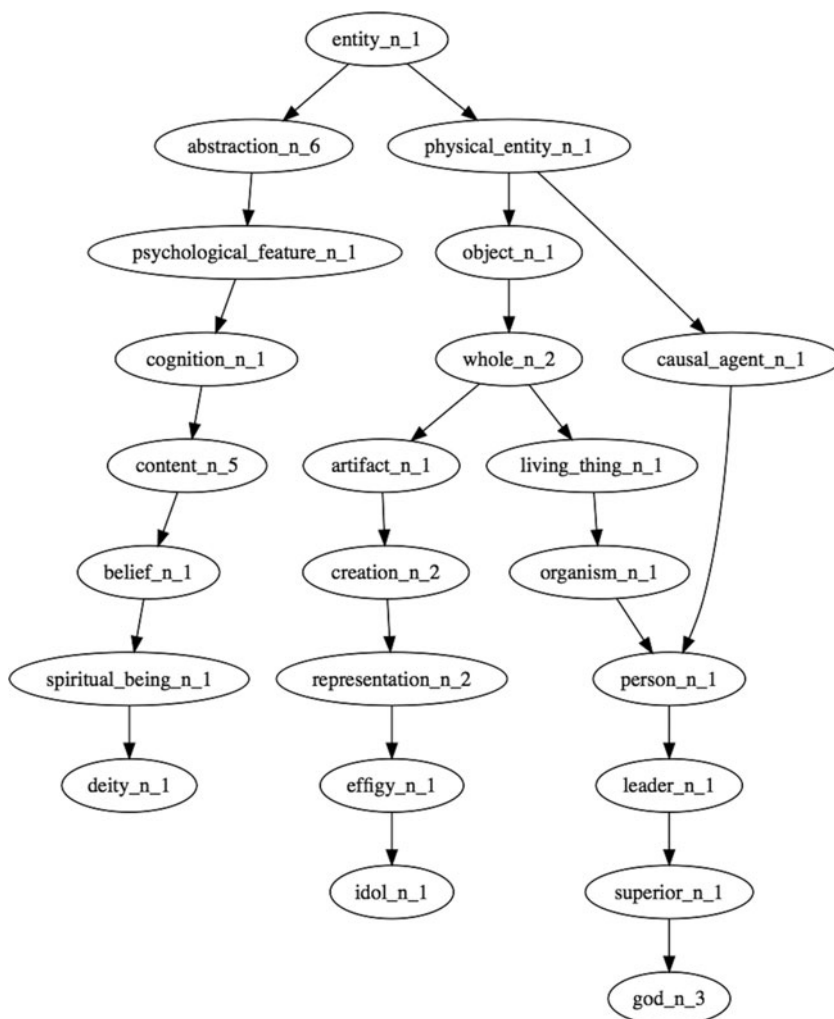 entity_n_1
abstraction_n_6
physical_entity_n_1
psychological_feature_n_1
object_n_1
cognition_n_1
whole_n_2
causal_agent_n_1
content_n_5
artifact_n_1
living_thing_n_1
belief_n_1
creation_n_2
organism_n_1
spiritual_being_n_1
representation_n_2
person_n_1
deity_n_1
effigy_n_1
leader_n_1
idol_n_1
superior_n_1
god_n_3